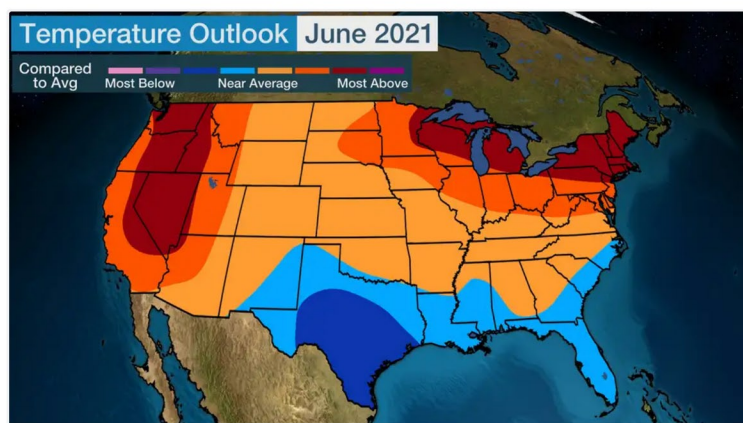 Temperature Outlook June 2021
Compared
to Avg
Most Below Near Average Most Above